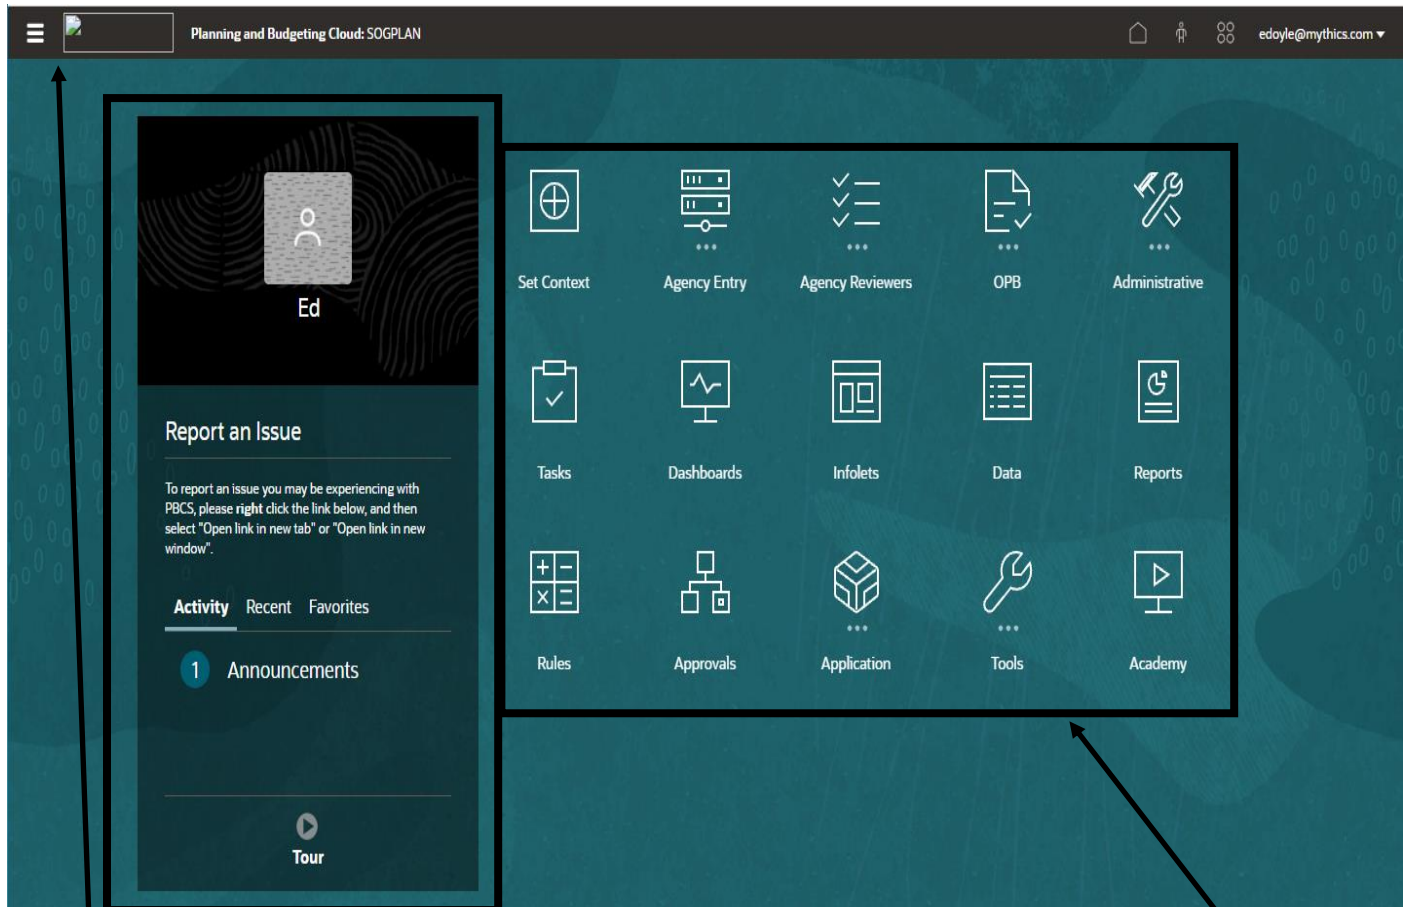 Planning and Budgeting Cloud: SOGPLAN
edoyle@mythics.com
Ed
Report an Issue
To report an issue you may be experiencing with
PBCS, please right click the link below, and then
select "Open link in new tab" or "Open link in new
window".
Activity Recent Favorites
1 Announcements
Tour
Set Context Agency Entry Agency Reviewers OPB Administrative
Tasks Dashboards Infolets Data Reports
Rules Approvals Application Tools Academy